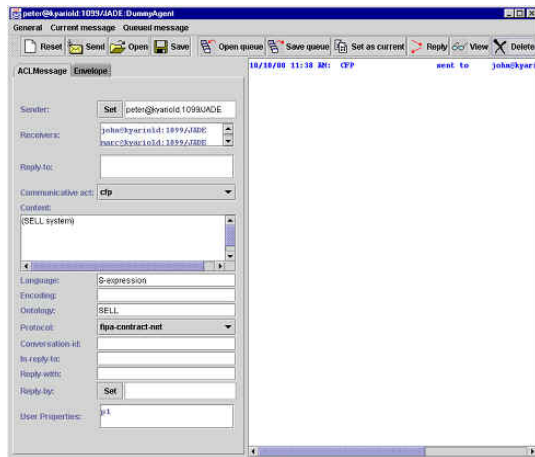 peter@kyariold:1099/JADE:DummyAgent
General Current message Queued message
Reset Send Open Save Open queue Save queue Set as current Reply View Delete
ACLMessage Envelope
10/10/00 11:38 AM: CFP sent to john@kyari
Sender: Set peter@kyariold:1099/JADE
Receivers: john@kyariold:1099/JADE
marc@kyariold:1099/JADE
Reply-to:
Communicative act: cfp
Content:
(SELL system)
Language: S-expression
Encoding:
Ontology: SELL
Protocol: fipa-contract-net
Conversation-id:
In-reply-to:
Reply-with:
Reply-by: Set
User Properties: p1